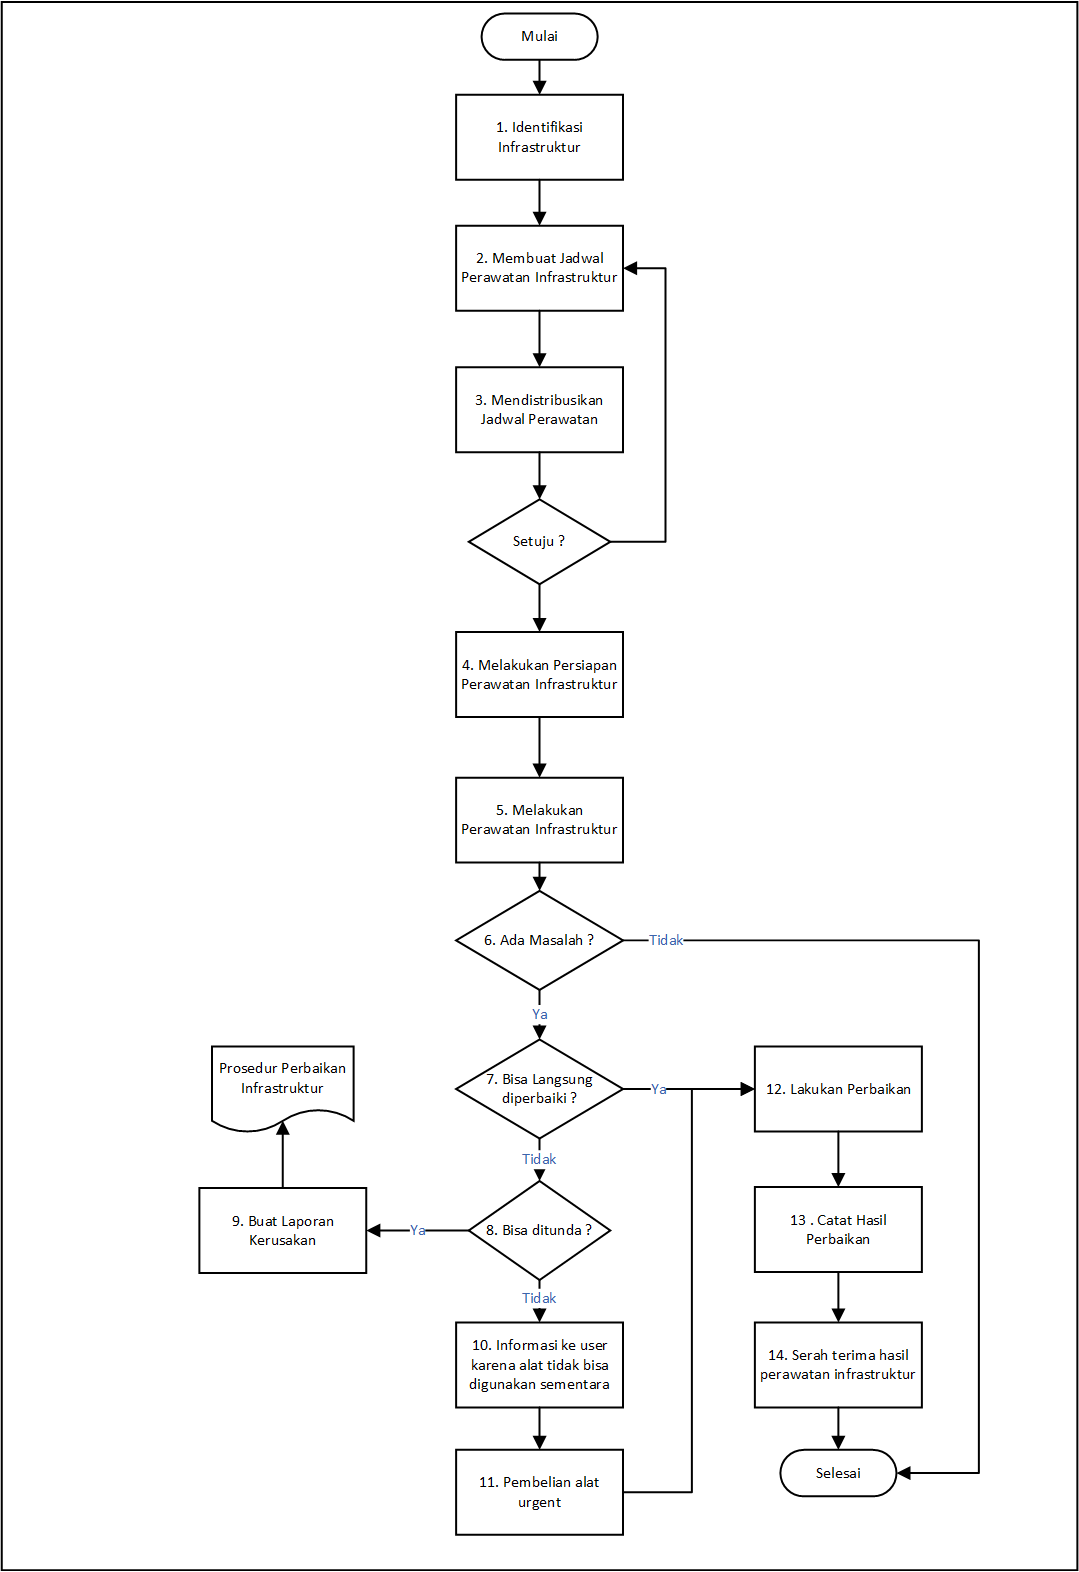 Mulai
1. Identifikasi
Infrastruktur
2. Membuat Jadwal
Perawatan Infrastruktur
3. Mendistribusikan
Jadwal Perawatan
Setuju ?
4. Melakukan Persiapan
Perawatan Infrastruktur
5. Melakukan
Perawatan Infrastruktur
6. Ada Masalah ?
Tidak
Ya
7. Bisa Langsung
diperbaiki ?
Ya
Tidak
8. Bisa ditunda ?
Ya
9. Buat Laporan
Kerusakan
Prosedur Perbaikan
Infrastruktur
Tidak
10. Informasi ke user
karena alat tidak bisa
digunakan sementara
11. Pembelian alat
urgent
12. Lakukan Perbaikan
13 . Catat Hasil
Perbaikan
14. Serah terima hasil
perawatan infrastruktur
Selesai